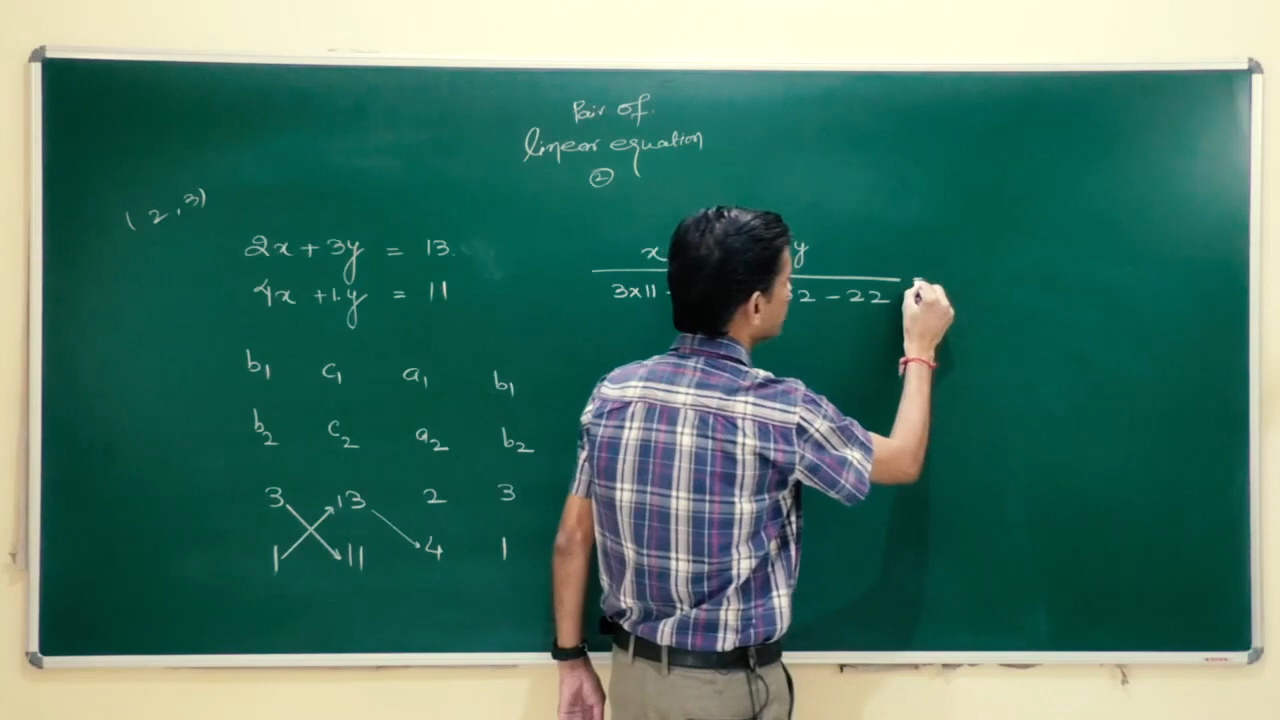 Pair of
linear equation
②
(2,3)
2x + 3y = 13.
4x + 1.y = 11
x
y
3x11 -
2 - 22
b₁ c₁ a₁ b₁
b₂ c₂ a₂ b₂
3 13 2 3
1 11 4 1